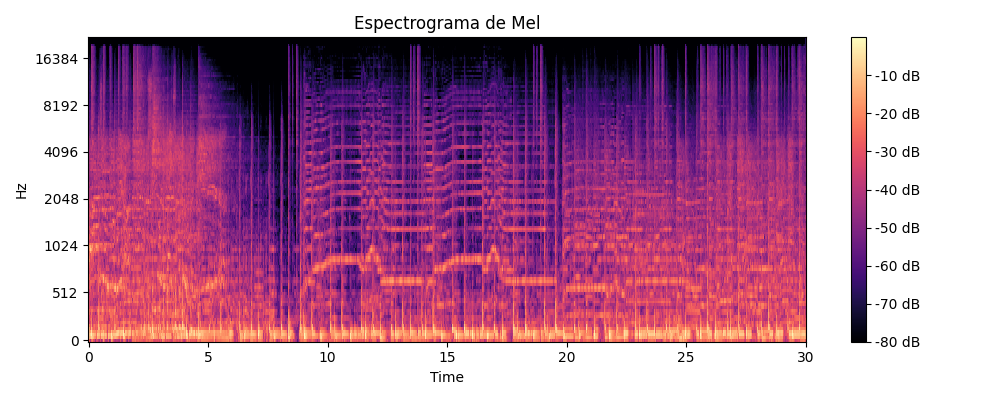 Espectrograma de Mel
Hz
16384
8192
4096
2048
1024
512
0
0 5 10 15 20 25 30
Time
-10 dB
-20 dB
-30 dB
-40 dB
-50 dB
-60 dB
-70 dB
-80 dB